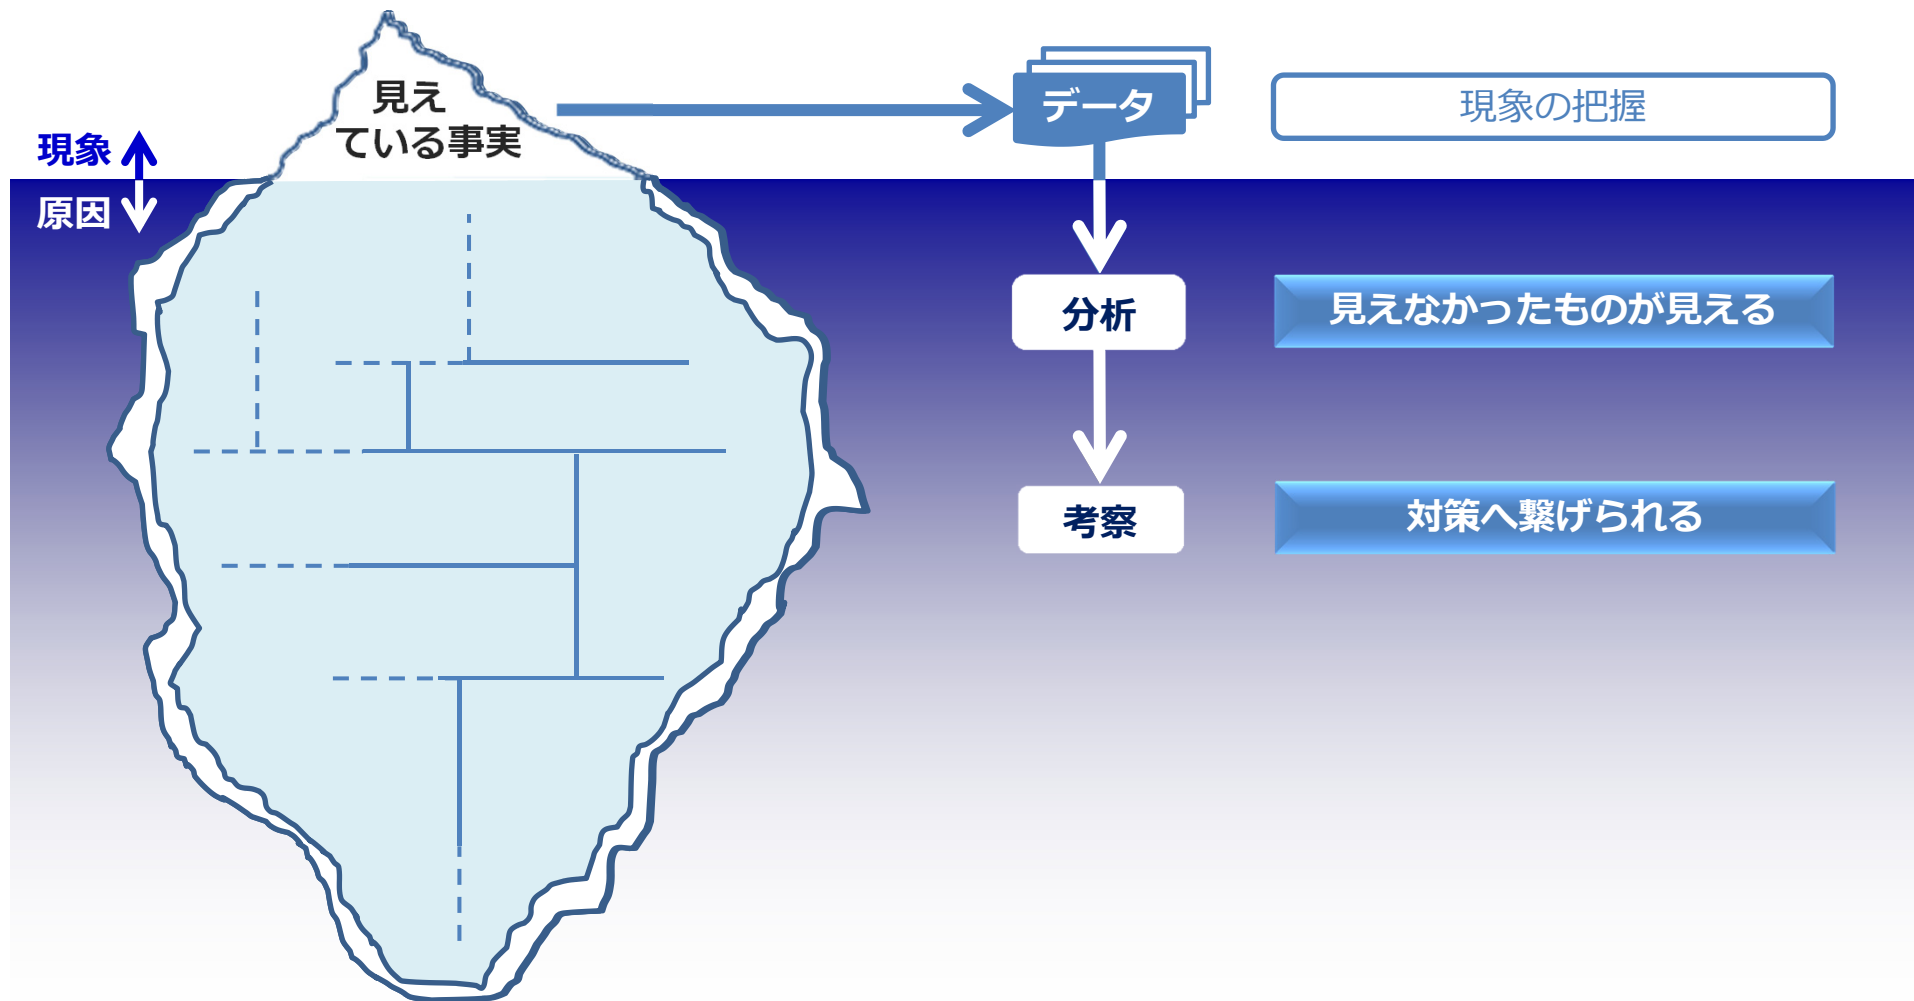 見え
ている事実
データ
現象の把握
現象
原因
分析
見えなかったものが見える
考察
対策へ繋げられる